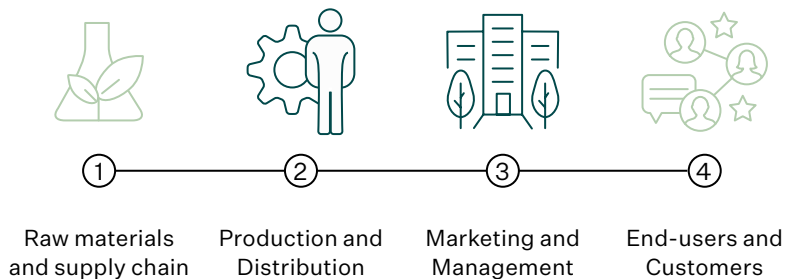 1 2 3 4
Raw materials
and supply chain
Production and
Distribution
Marketing and
Management
End-users and
Customers